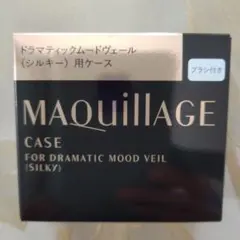 ドラマティックムードヴェール
〈シルキー〉用ケース
ブラシ付き
MAQuillAGE
CASE
FOR DRAMATIC MOOD VEIL
(SILKY)